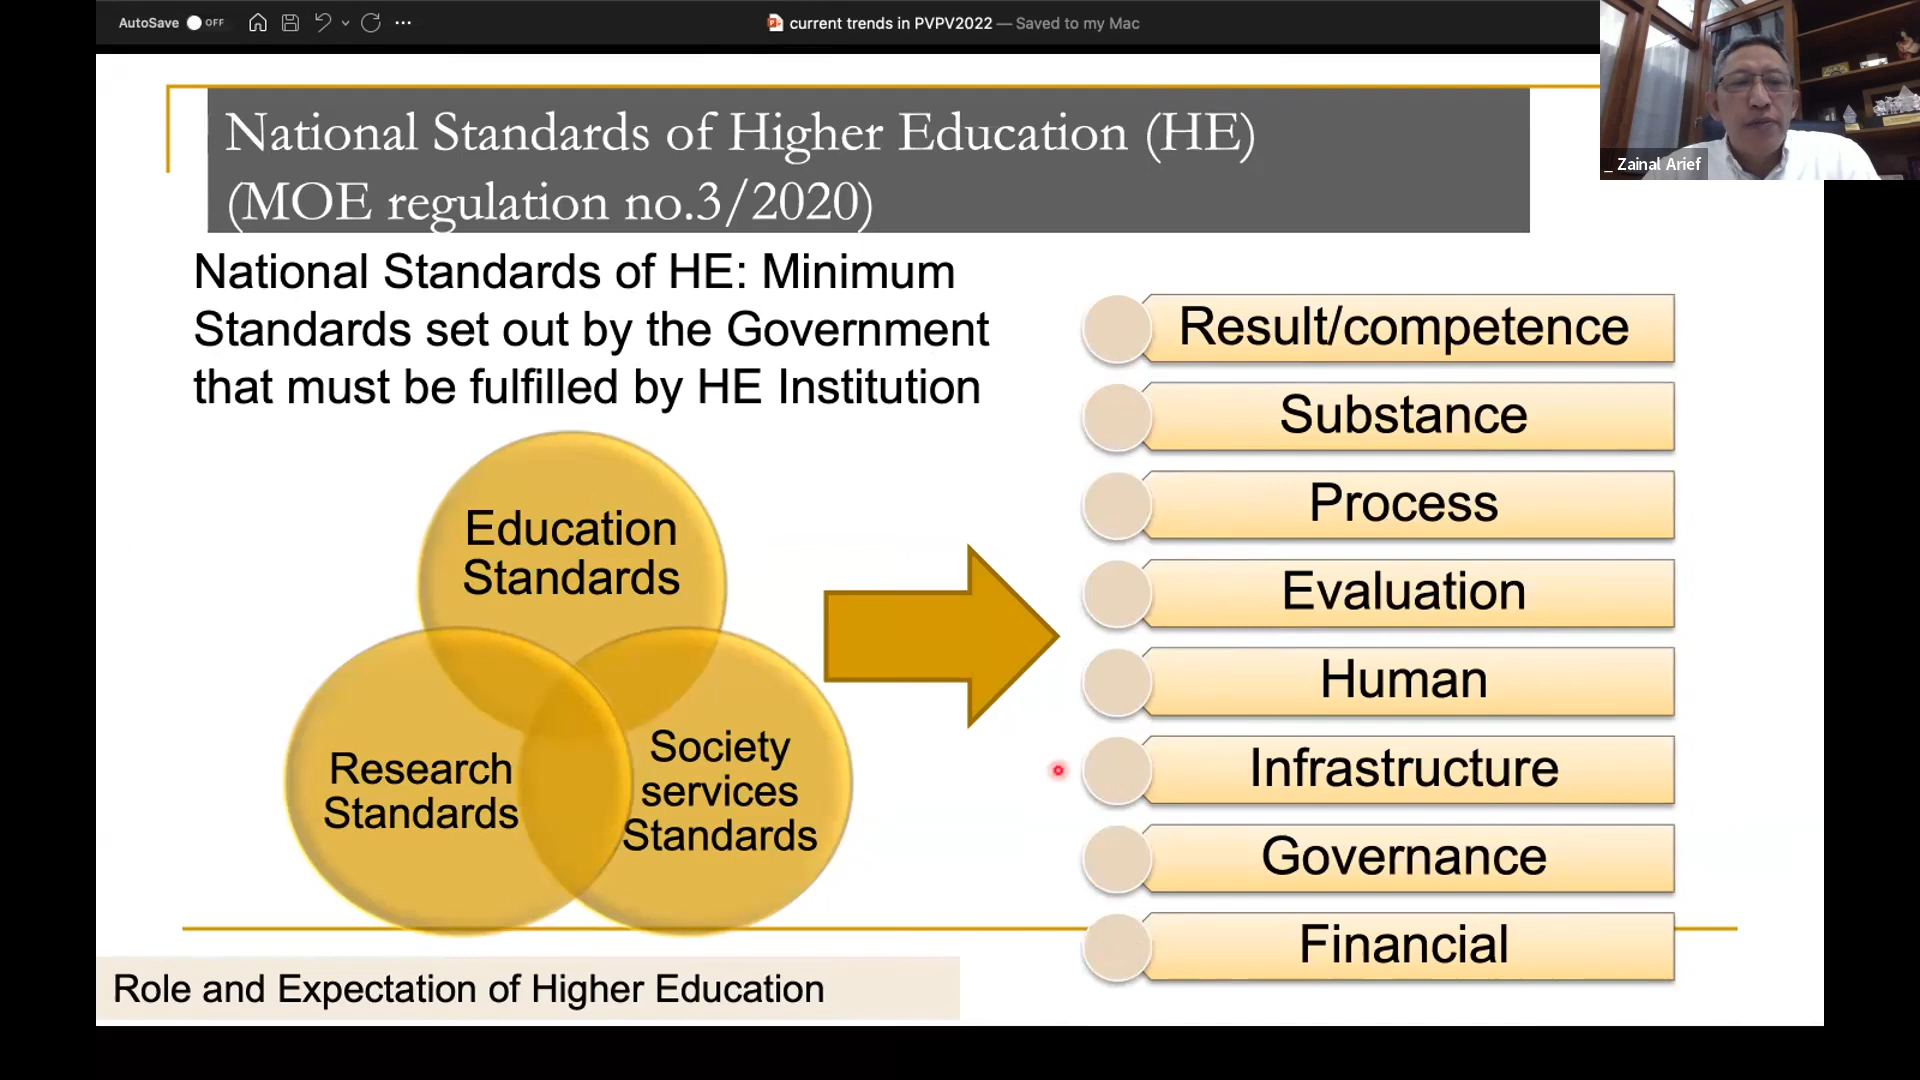 AutoSave OFF
current trends in PVPV2022 — Saved to my Mac
_ Zainal Arief
National Standards of Higher Education (HE)
(MOE regulation no.3/2020)
National Standards of HE: Minimum
Standards set out by the Government
that must be fulfilled by HE Institution
Education
Standards
Research
Standards
Society
services
Standards
Result/competence
Substance
Process
Evaluation
Human
Infrastructure
Governance
Financial
Role and Expectation of Higher Education